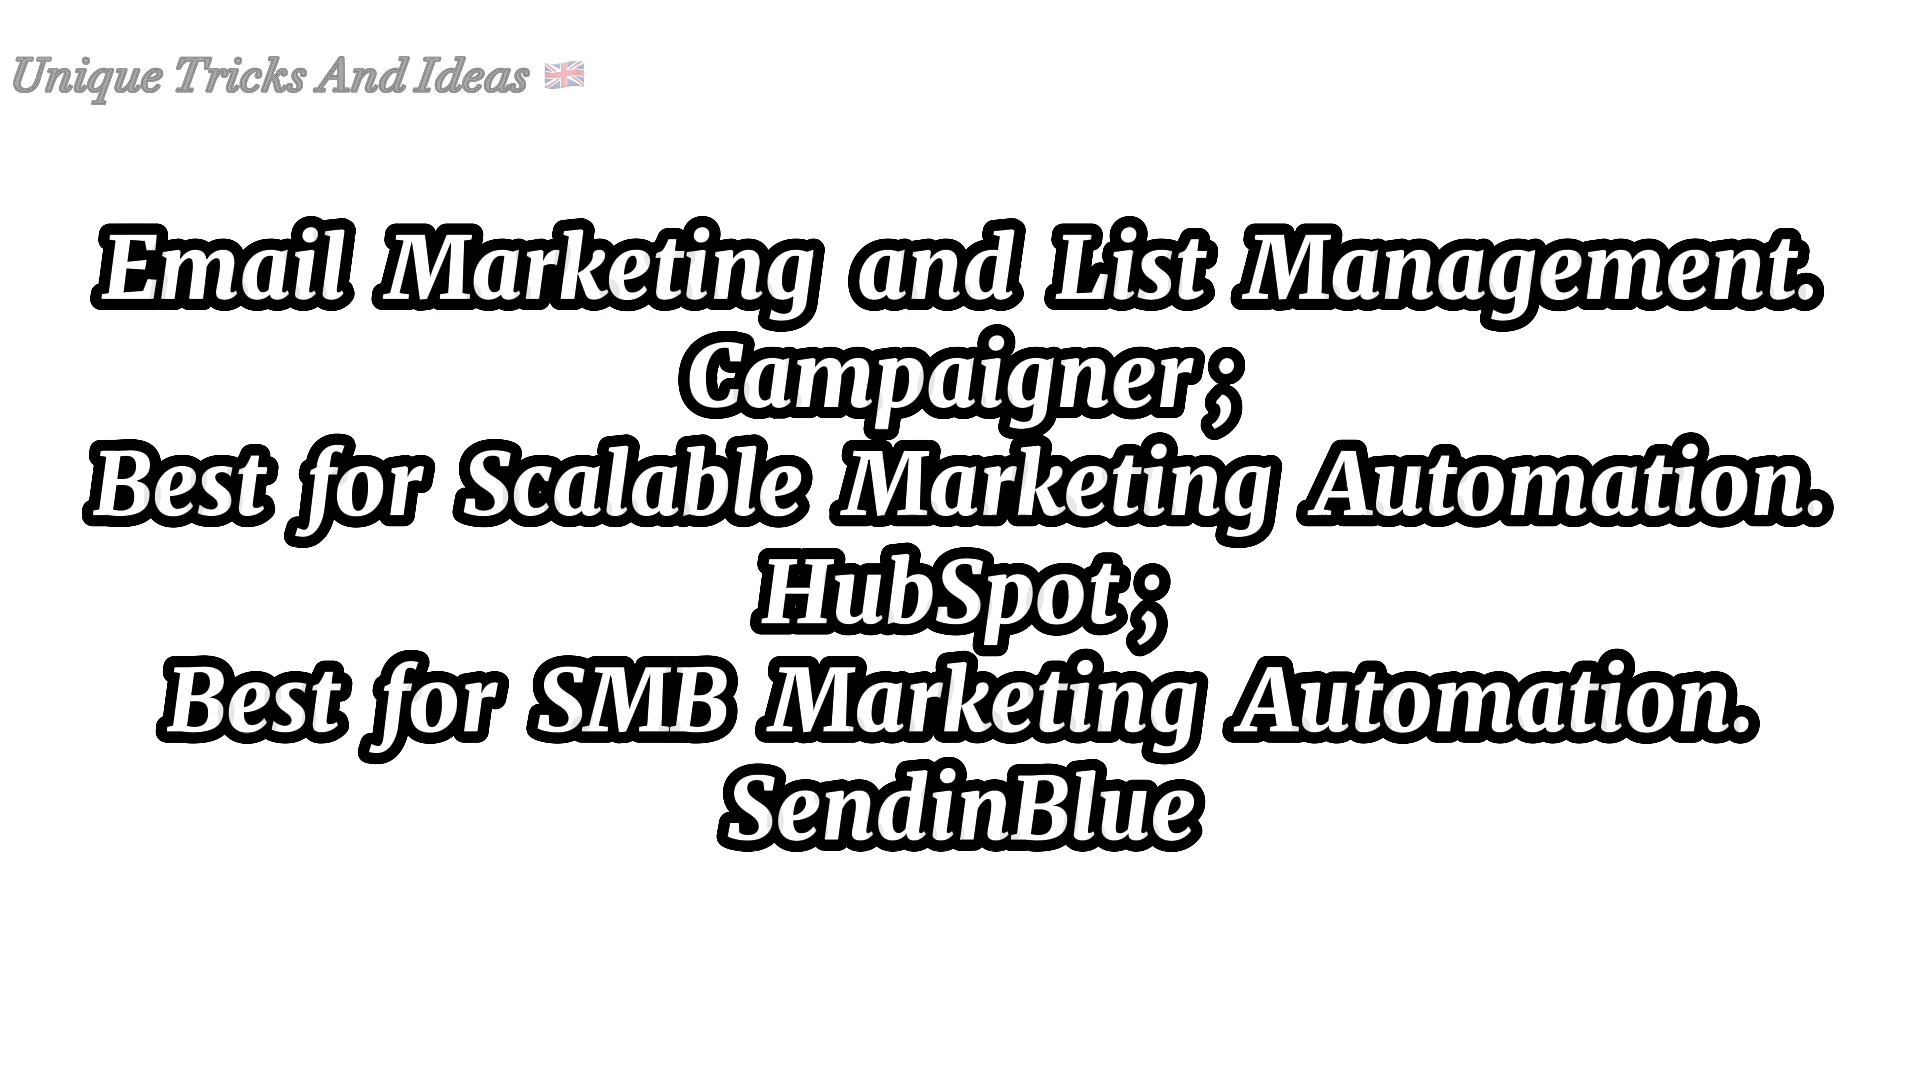 Unique Tricks And Ideas 🇬🇧
Email Marketing and List Management.
Campaigner;
Best for Scalable Marketing Automation.
HubSpot;
Best for SMB Marketing Automation.
SendinBlue